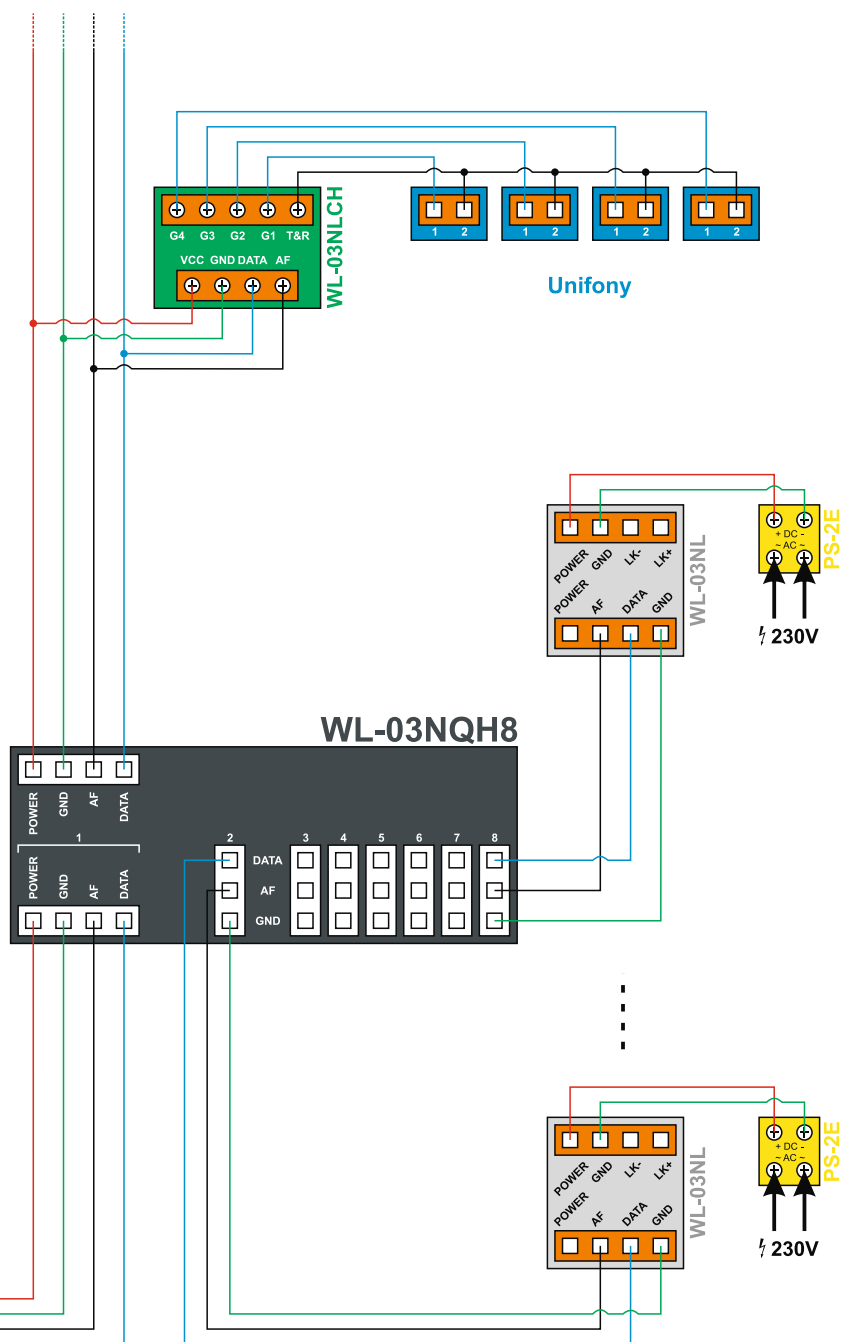 G4 G3 G2 G1 T&R
VCC GND DATA AF
WL-03NLCH
1 2
1 2
1 2
1 2
Unifony
POWER GND LK- LK+
POWER AF DATA GND
WL-03NL
+ DC -
~ AC ~
PS-2E
230V
WL-03NQH8
POWER GND AF DATA
1
POWER GND AF DATA
2 3 4 5 6 7 8
DATA
AF
GND
POWER GND LK- LK+
POWER AF DATA GND
WL-03NL
+ DC -
~ AC ~
PS-2E
230V